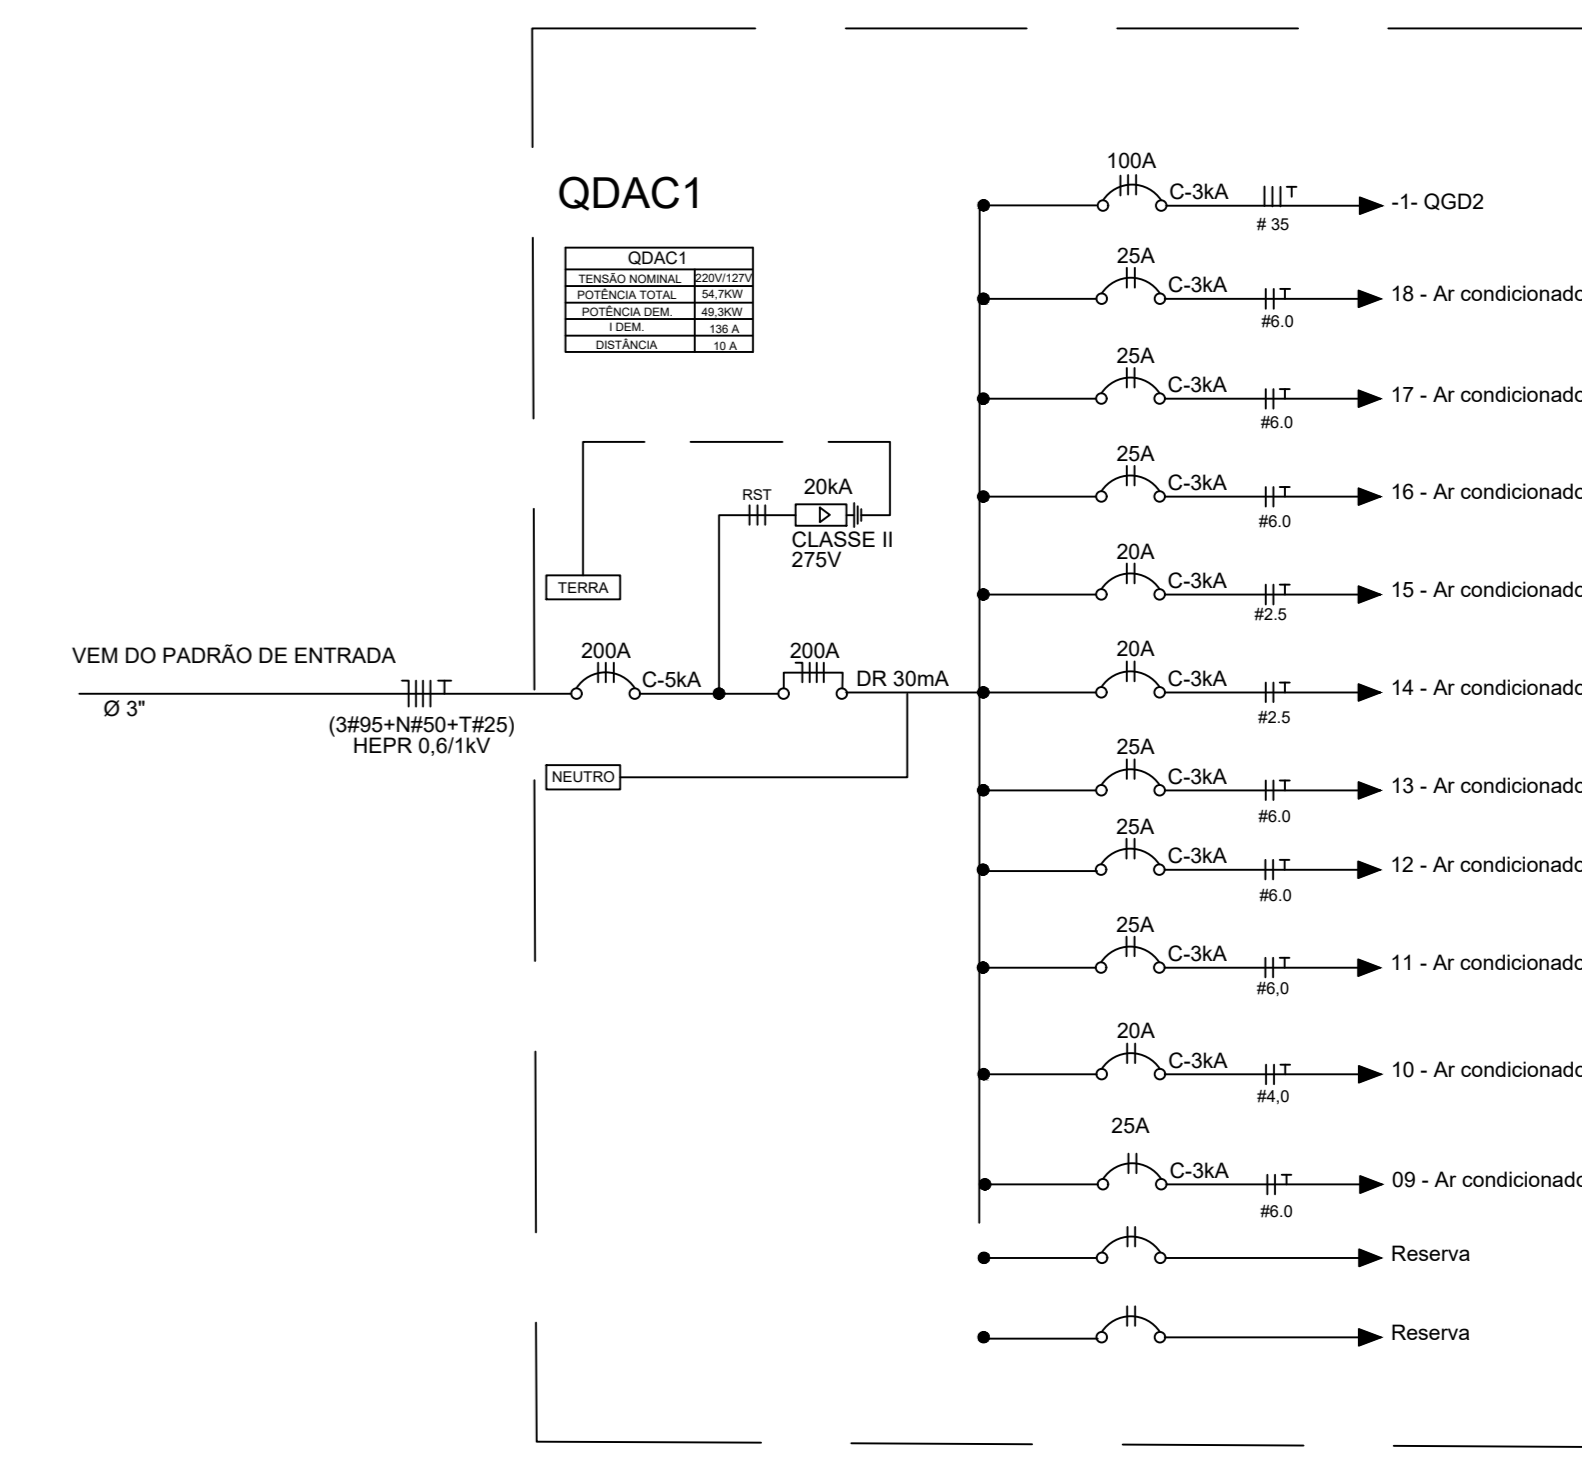 QDAC1
QDAC1
TENSÃO NOMINAL 220V/127V
POTÊNCIA TOTAL 54,7KW
POTÊNCIA DEM. 49,3KW
I DEM. 136 A
DISTÂNCIA 10 A
RST
20kA
CLASSE II
275V
TERRA
VEM DO PADRÃO DE ENTRADA
Ø 3"
(3#95+N#50+T#25)
HEPR 0,6/1kV
200A
C-5kA
200A
DR 30mA
NEUTRO
100A
C-3kA
# 35
-1- QGD2
25A
C-3kA
#6.0
18 - Ar condicionado
25A
C-3kA
#6.0
17 - Ar condicionado
25A
C-3kA
#6.0
16 - Ar condicionado
20A
C-3kA
#2.5
15 - Ar condicionado
20A
C-3kA
#2.5
14 - Ar condicionado
25A
C-3kA
#6.0
13 - Ar condicionado
25A
C-3kA
#6.0
12 - Ar condicionado
25A
C-3kA
#6,0
11 - Ar condicionado
20A
C-3kA
#4,0
10 - Ar condicionado
25A
C-3kA
#6.0
09 - Ar condicionado
Reserva
Reserva